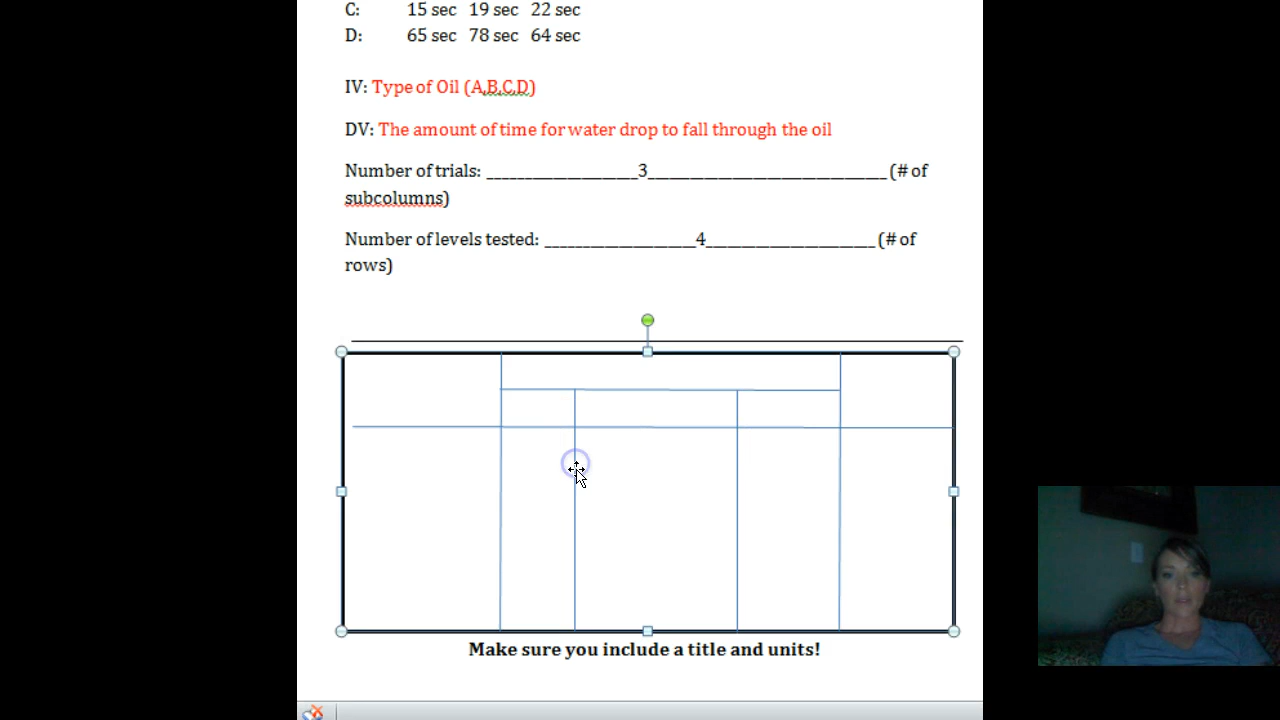 C: 15 sec 19 sec 22 sec
D: 65 sec 78 sec 64 sec
IV: Type of Oil (A,B,C,D)
DV: The amount of time for water drop to fall through the oil
Number of trials: ________________3_________________________ (# of
subcolumns)
Number of levels tested: ________________4__________________ (# of
rows)
Make sure you include a title and units!